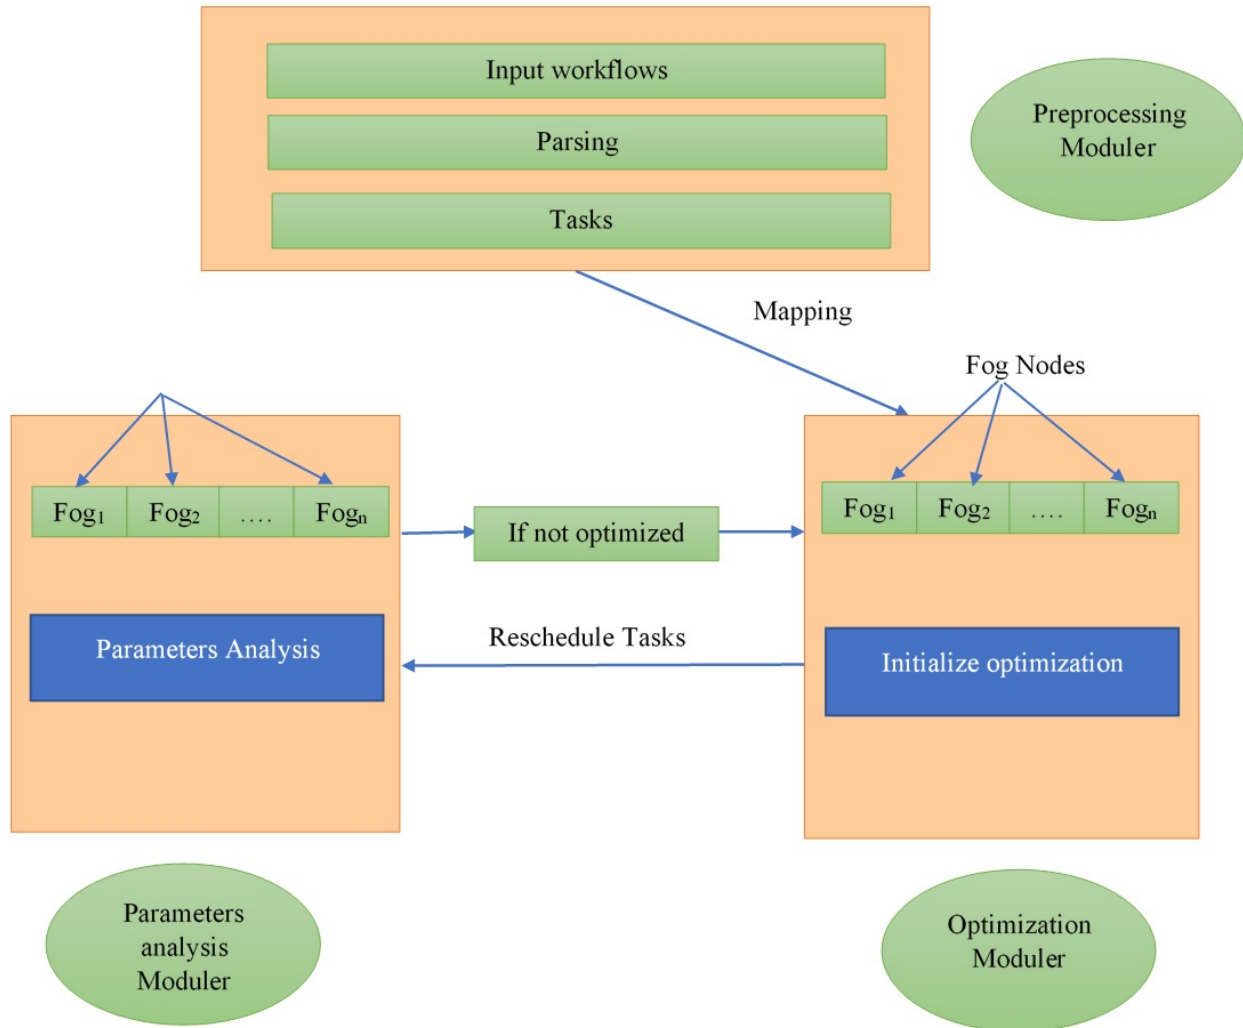 Input workflows
Preprocessing
Moduler
Parsing
Tasks
Mapping
Fog Nodes
Fog₁ Fog₂ .... Fogₙ
If not optimized
Fog₁ Fog₂ .... Fogₙ
Reschedule Tasks
Parameters Analysis
Initialize optimization
Parameters
analysis
Moduler
Optimization
Moduler